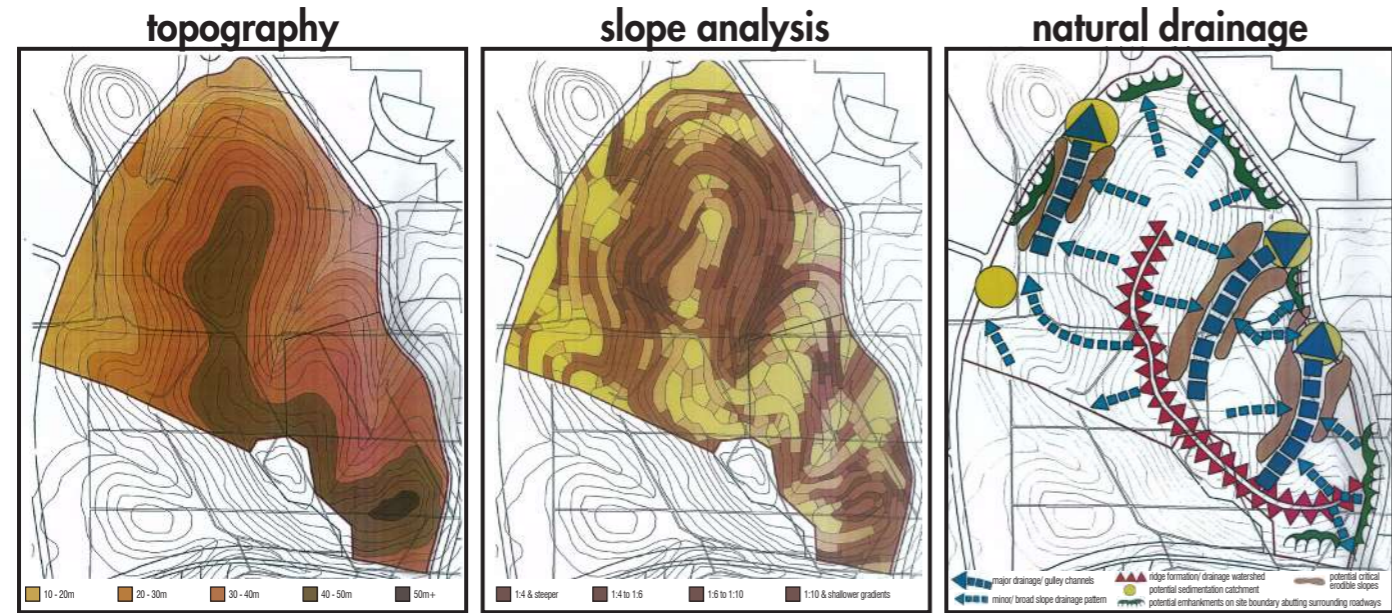 topography
slope analysis
natural drainage
10 - 20m
20 - 30m
30 - 40m
40 - 50m
50m+
1:4 & steeper
1:4 to 1:6
1:6 to 1:10
1:10 & shallower gradients
major drainage/ gulley channels
minor/ broad slope drainage pattern
ridge formation/ drainage watershed
potential sedimentation catchment
potential critical
erodible slopes
potential emhankments on site boundary abutting surrounding roadways